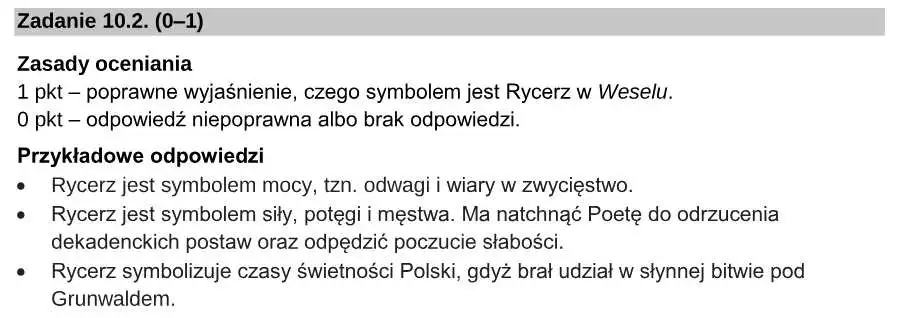 Zadanie 10.2. (0–1)
Zasady oceniania
1 pkt – poprawne wyjaśnienie, czego symbolem jest Rycerz w Weselu.
0 pkt – odpowiedź niepoprawna albo brak odpowiedzi.
Przykładowe odpowiedzi
• Rycerz jest symbolem mocy, tzn. odwagi i wiary w zwycięstwo.
• Rycerz jest symbolem siły, potęgi i męstwa. Ma natchnąć Poetę do odrzucenia
dekadenckich postaw oraz odpędzić poczucie słabości.
• Rycerz symbolizuje czasy świetności Polski, gdyż brał udział w słynnej bitwie pod
Grunwaldem.